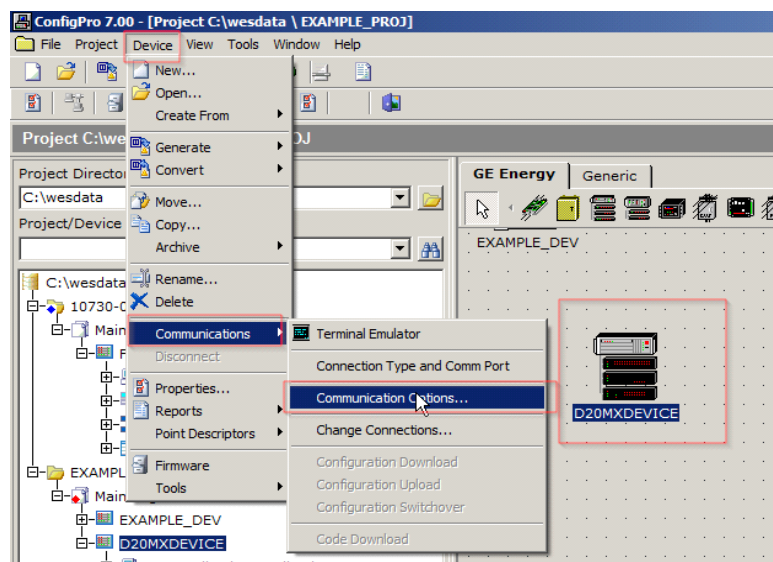 ConfigPro 7.00 - [Project C:\wesdata \ EXAMPLE_PROJ]
File Project Device View Tools Window Help
New...
Open...
Create From
Project C:\we
OJ
Generate
Convert
Project Director
C:\wesdata
Project/Device
Move...
Copy...
Archive
Rename...
Delete
Communications
Disconnect
Properties...
Reports
Point Descriptors
Firmware
Tools
GE Energy Generic
EXAMPLE_DEV
C:\wesdata
10730-0
Main
F
EXAMPL
Main
EXAMPLE_DEV
D20MXDEVICE
Terminal Emulator
Connection Type and Comm Port
Communication Options...
Change Connections...
Configuration Download
Configuration Upload
Configuration Switchover
Code Download
D20MXDEVICE